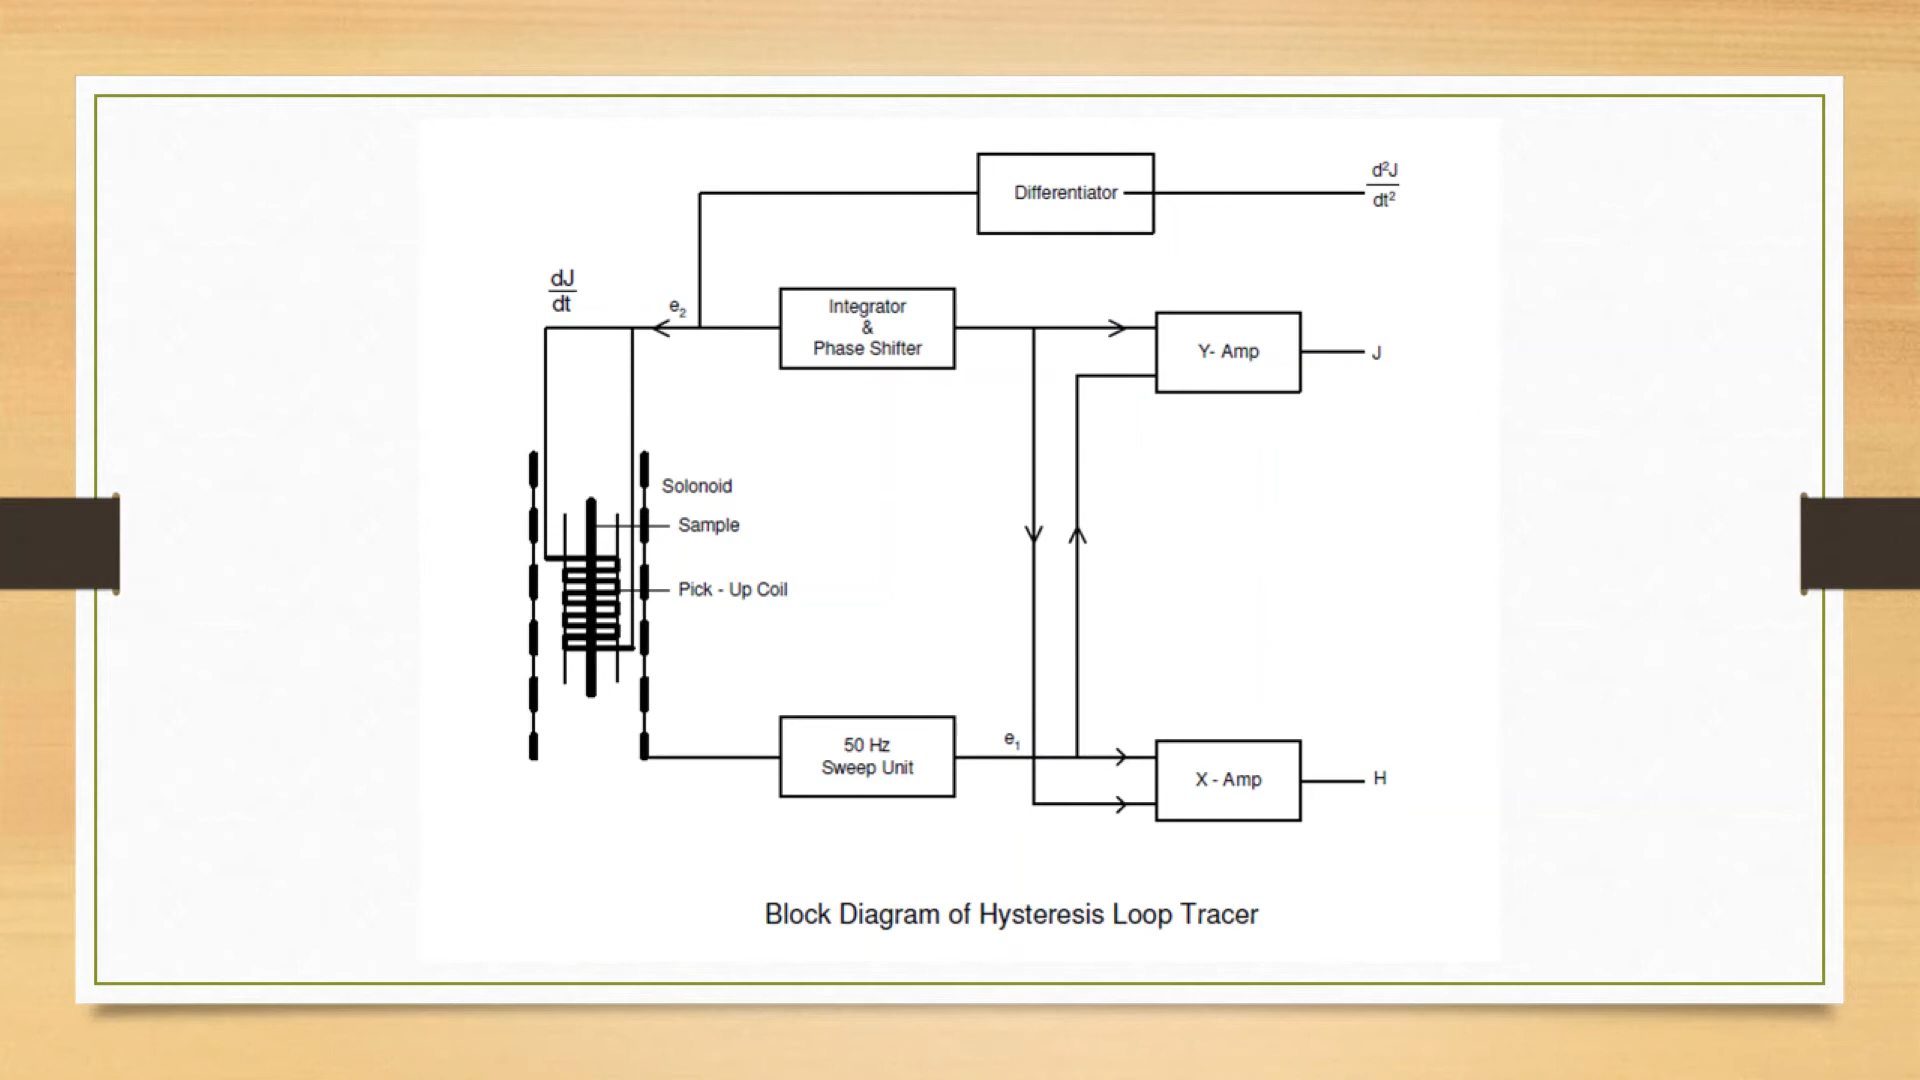 Differentiator
d²J
dt²
dJ
dt
e₂
Integrator
&
Phase Shifter
Y- Amp
J
Solonoid
Sample
Pick - Up Coil
50 Hz
Sweep Unit
e₁
X - Amp
H
Block Diagram of Hysteresis Loop Tracer